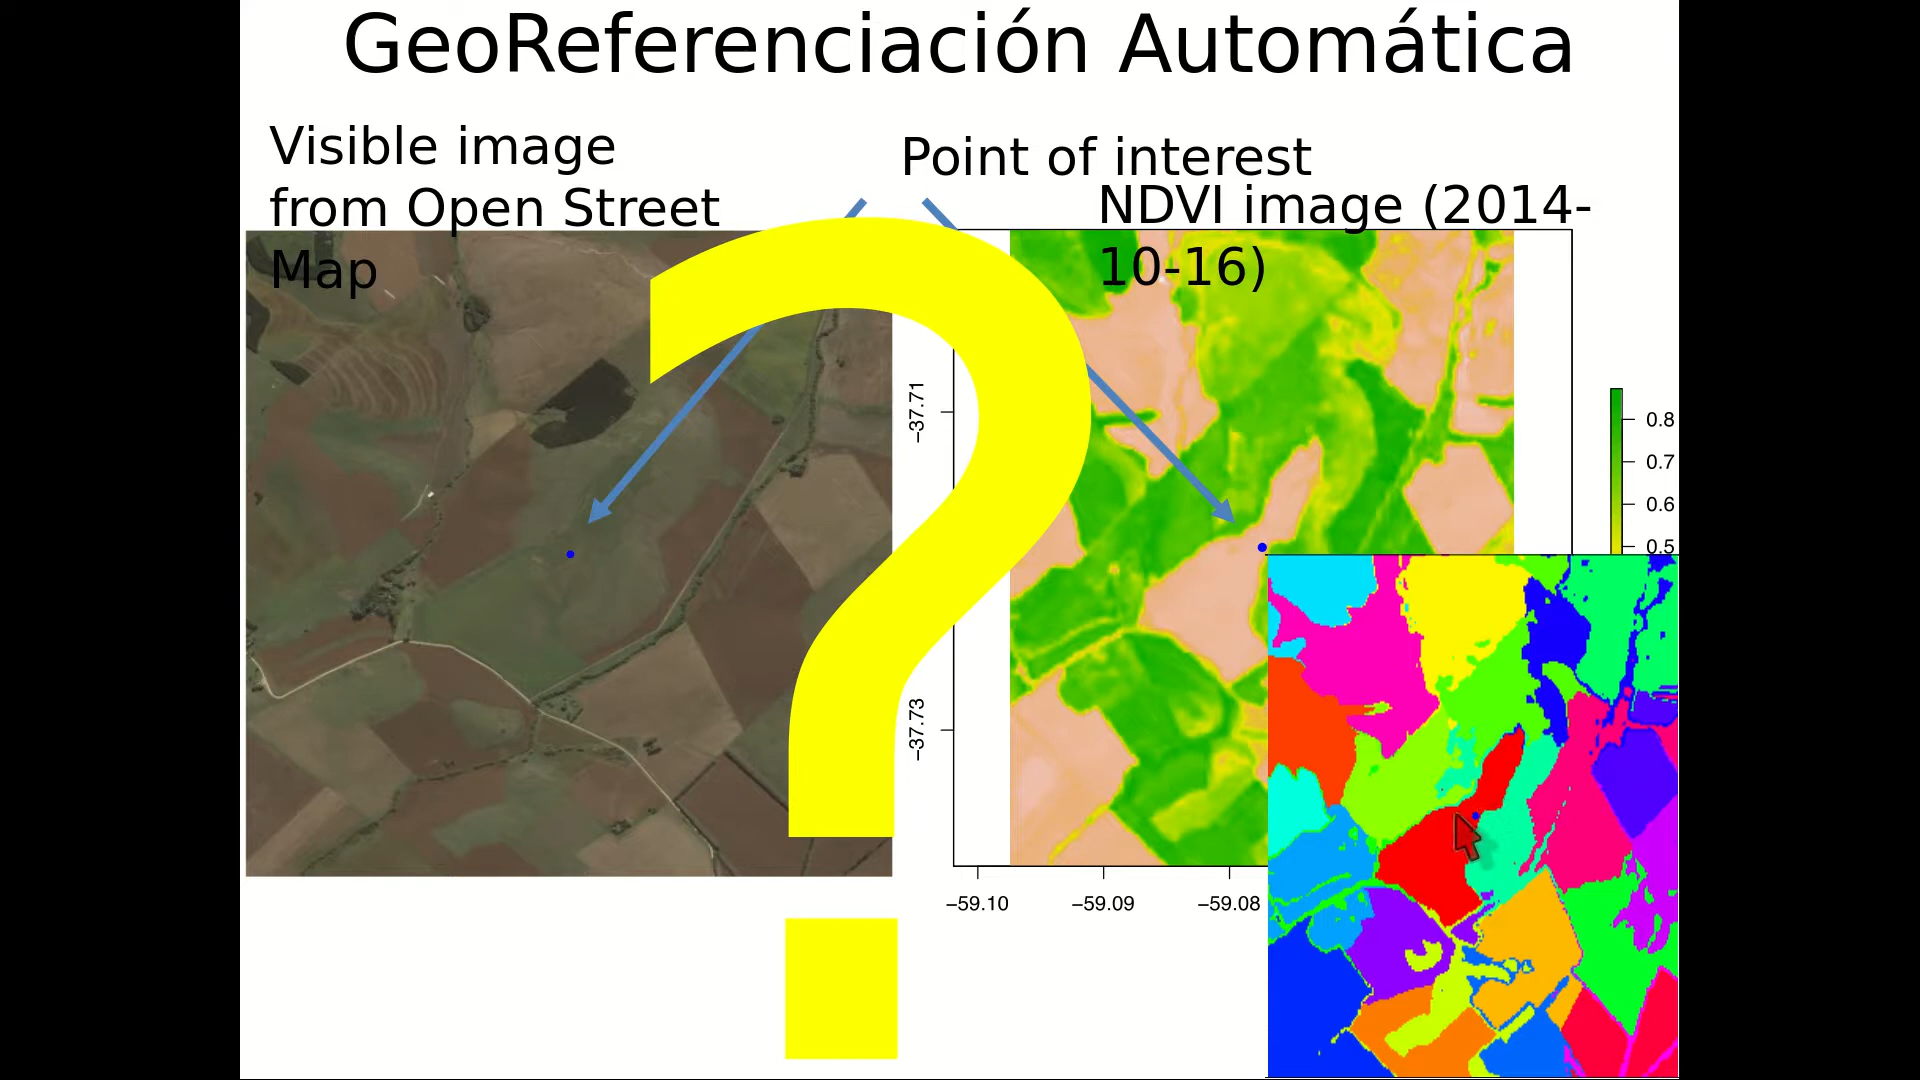 GeoReferenciación Automática
Visible image
from Open Street
Map
Point of interest
NDVI image (2014-
10-16)
?
−37.71
−37.73
−59.10
−59.09
−59.08
0.8
0.7
0.6
0.5